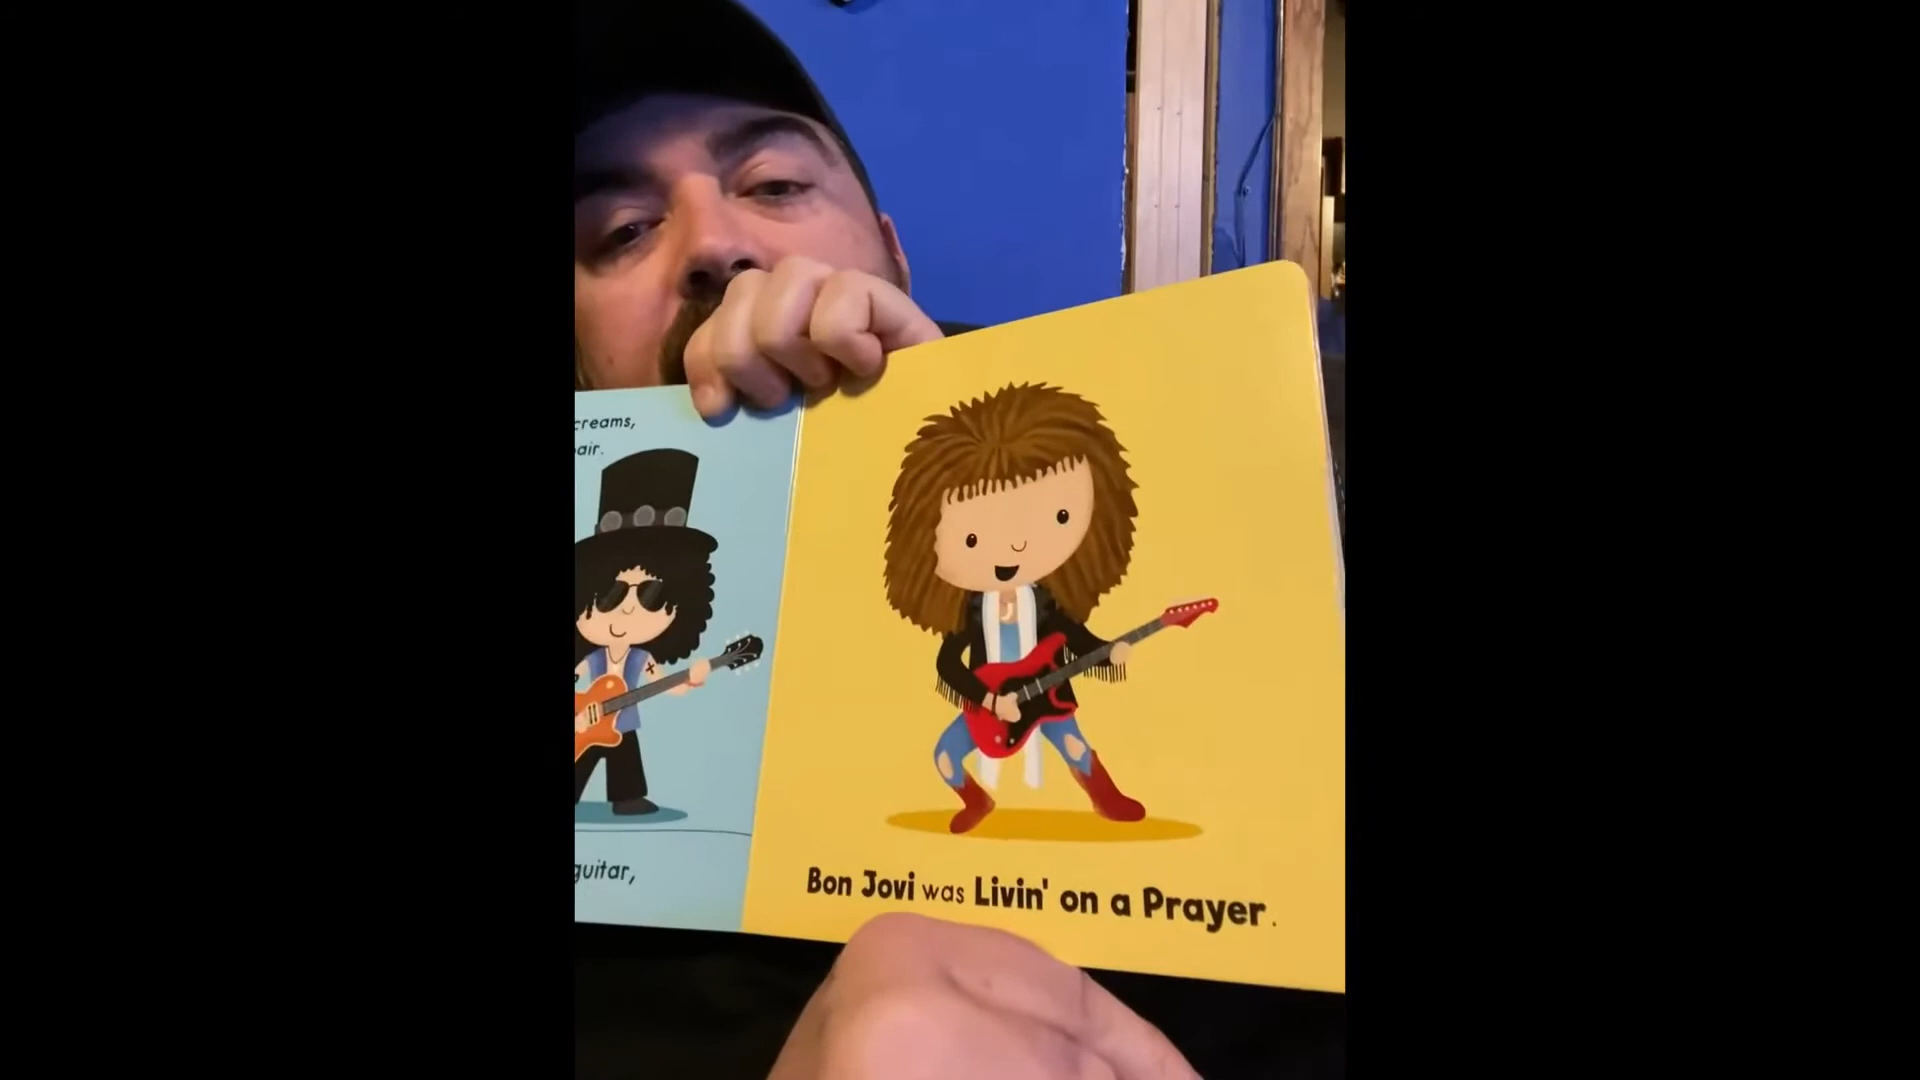 creams,
air.
guitar,
Bon Jovi was Livin' on a Prayer.